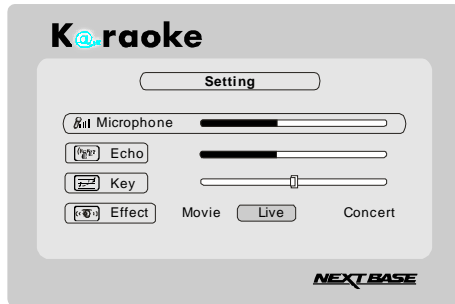 K@raoke
Setting
Microphone
Echo
Key
Effect Movie Live Concert
NEXTBASE